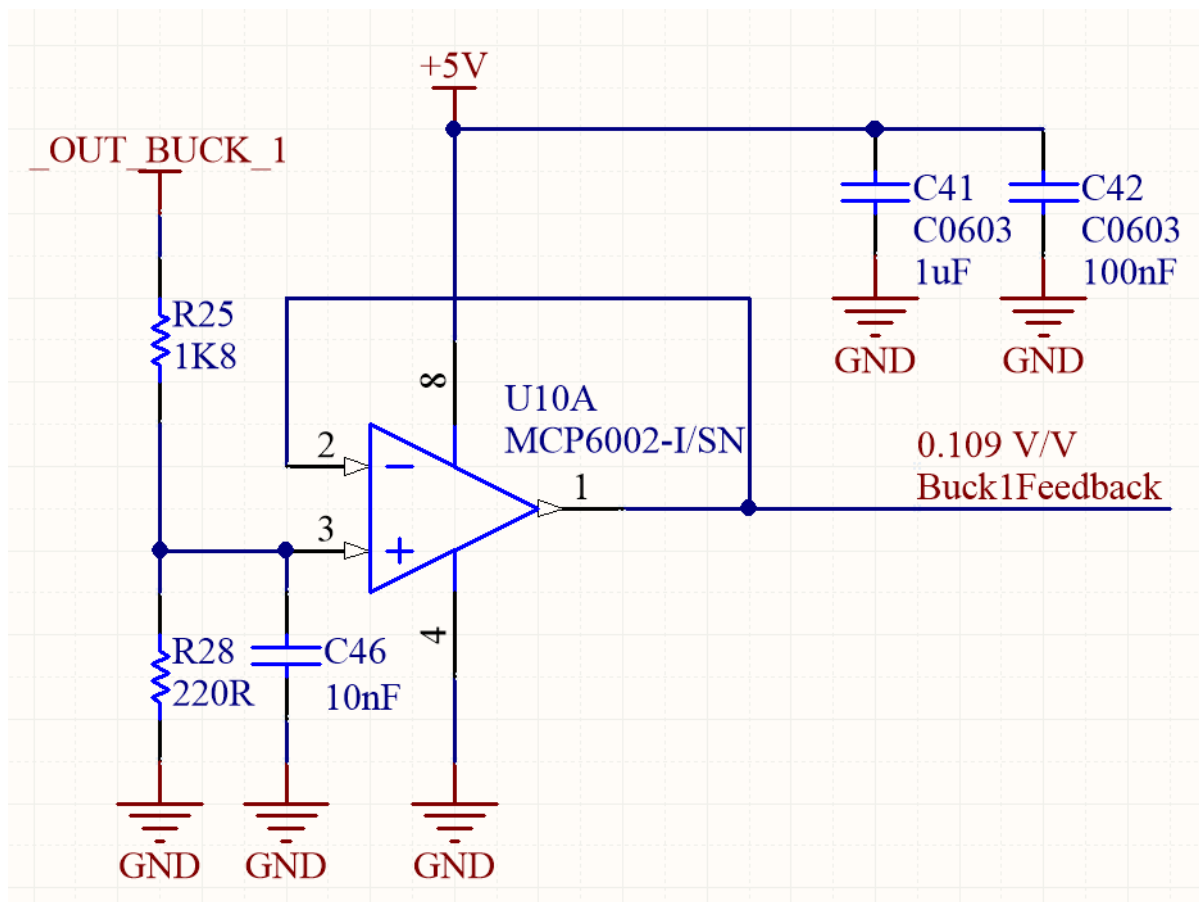 +5V
_OUT_BUCK_1
C41
C0603
1uF
C42
C0603
100nF
R25
1K8
GND
GND
8
U10A
MCP6002-I/SN
2
1
0.109 V/V
Buck1Feedback
3
4
R28
220R
C46
10nF
GND
GND
GND